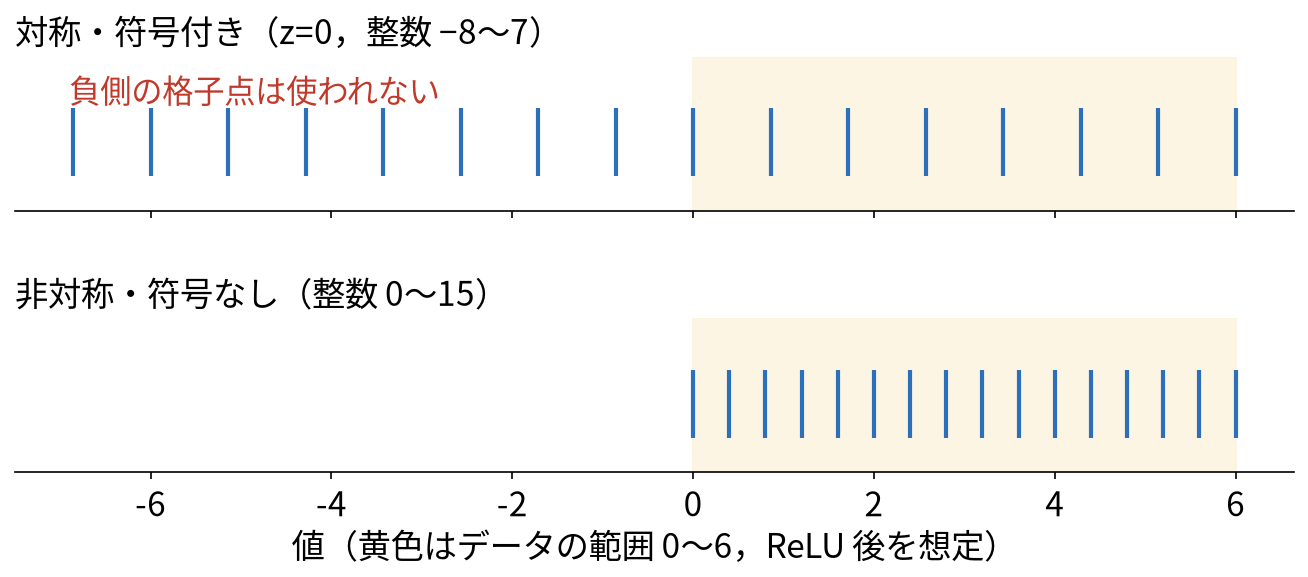 対称・符号付き（z=0，整数 −8〜7）
負側の格子点は使われない
非対称・符号なし（整数 0〜15）
-6 -4 -2 0 2 4 6
値（黄色はデータの範囲 0〜6，ReLU 後を想定）